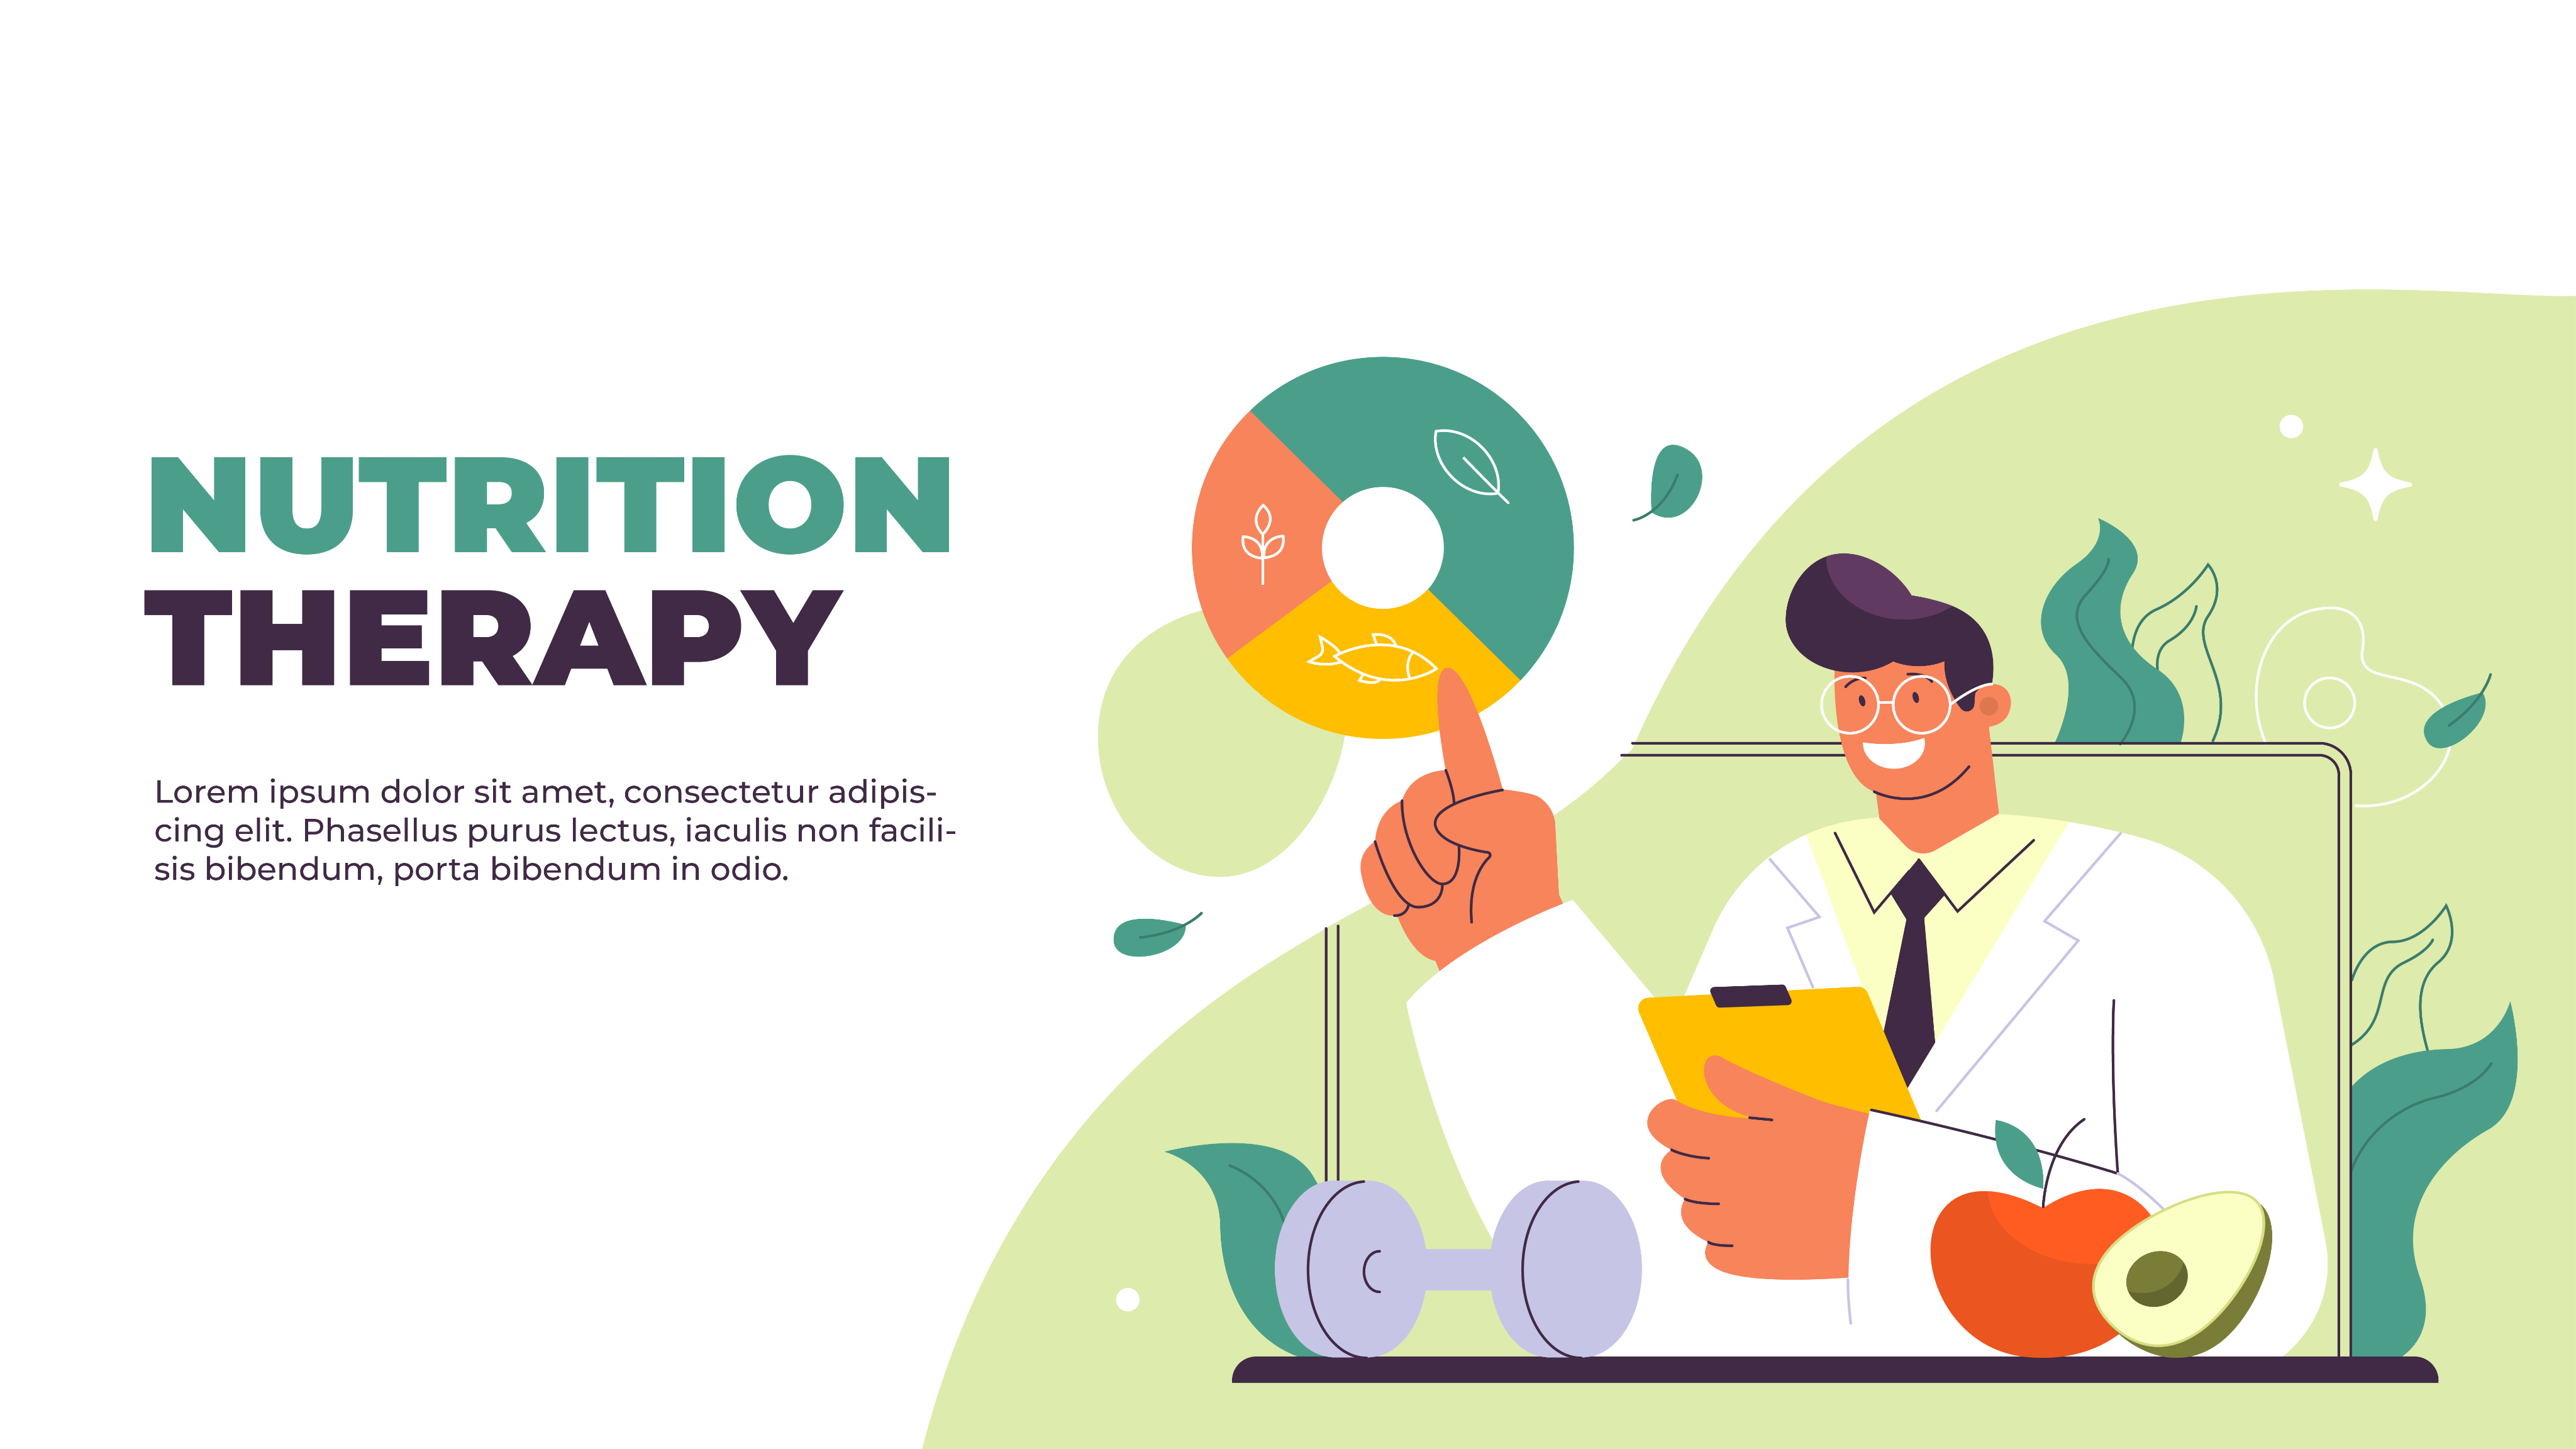 NUTRITION
THERAPY
Lorem ipsum dolor sit amet, consectetur adipis-
cing elit. Phasellus purus lectus, iaculis non facili-
sis bibendum, porta bibendum in odio.